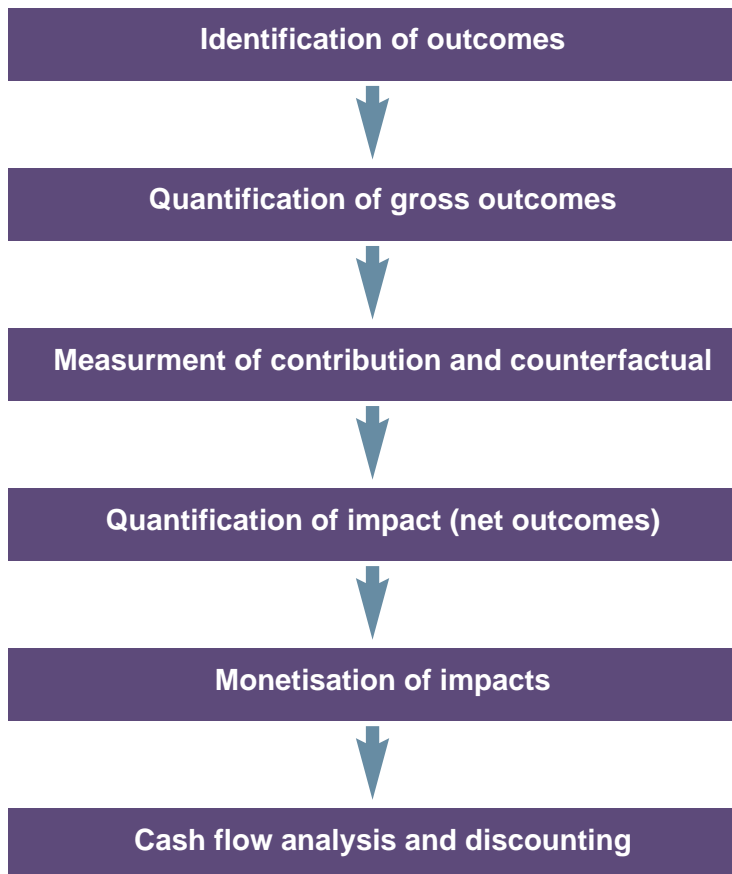 Identification of outcomes
Quantification of gross outcomes
Measurment of contribution and counterfactual
Quantification of impact (net outcomes)
Monetisation of impacts
Cash flow analysis and discounting